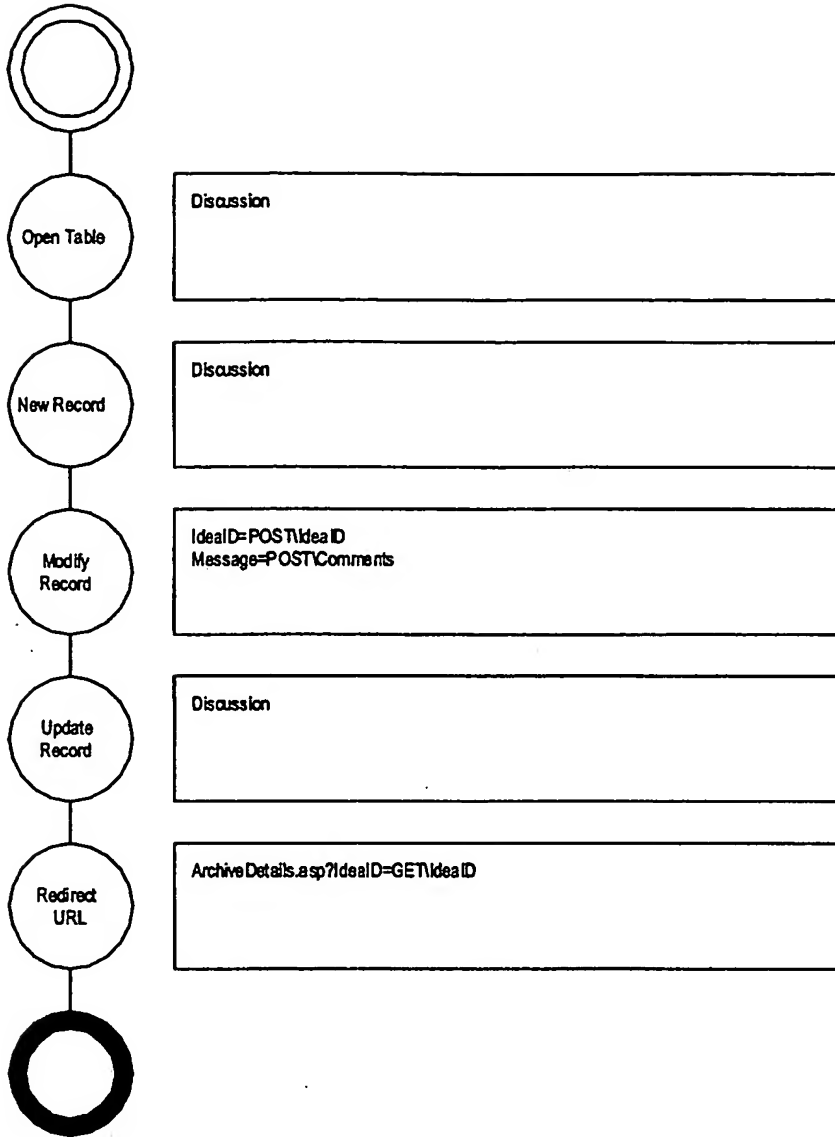 Open Table
Discussion
New Record
Discussion
Modify
Record
IdeaID=POST\IdeaID
Message=POST\Comments
Update
Record
Discussion
Redirect
URL
ArchiveDetails.asp?IdeaID=GET\IdeaID